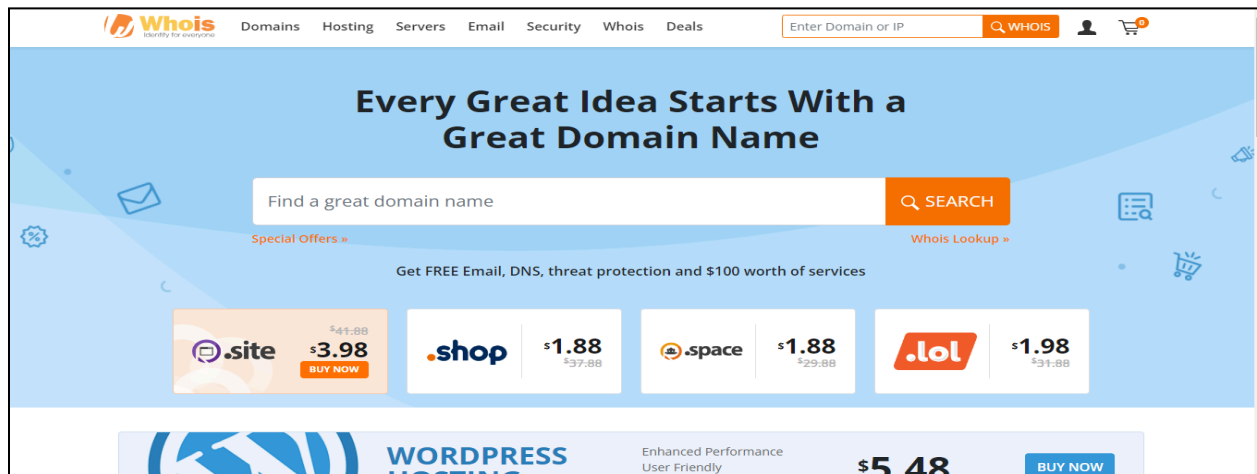 Whois
Identity for everyone
Domains Hosting Servers Email Security Whois Deals
Enter Domain or IP
WHOIS
0
Every Great Idea Starts With a
Great Domain Name
Find a great domain name
SEARCH
Special Offers »
Whois Lookup »
Get FREE Email, DNS, threat protection and $100 worth of services
.site
$41.88
$3.98
BUY NOW
.shop
$1.88
$37.88
.space
$1.88
$29.88
.lol
$1.98
$31.88
WORDPRESS
HOSTING
Enhanced Performance
User Friendly
$5.48
BUY NOW